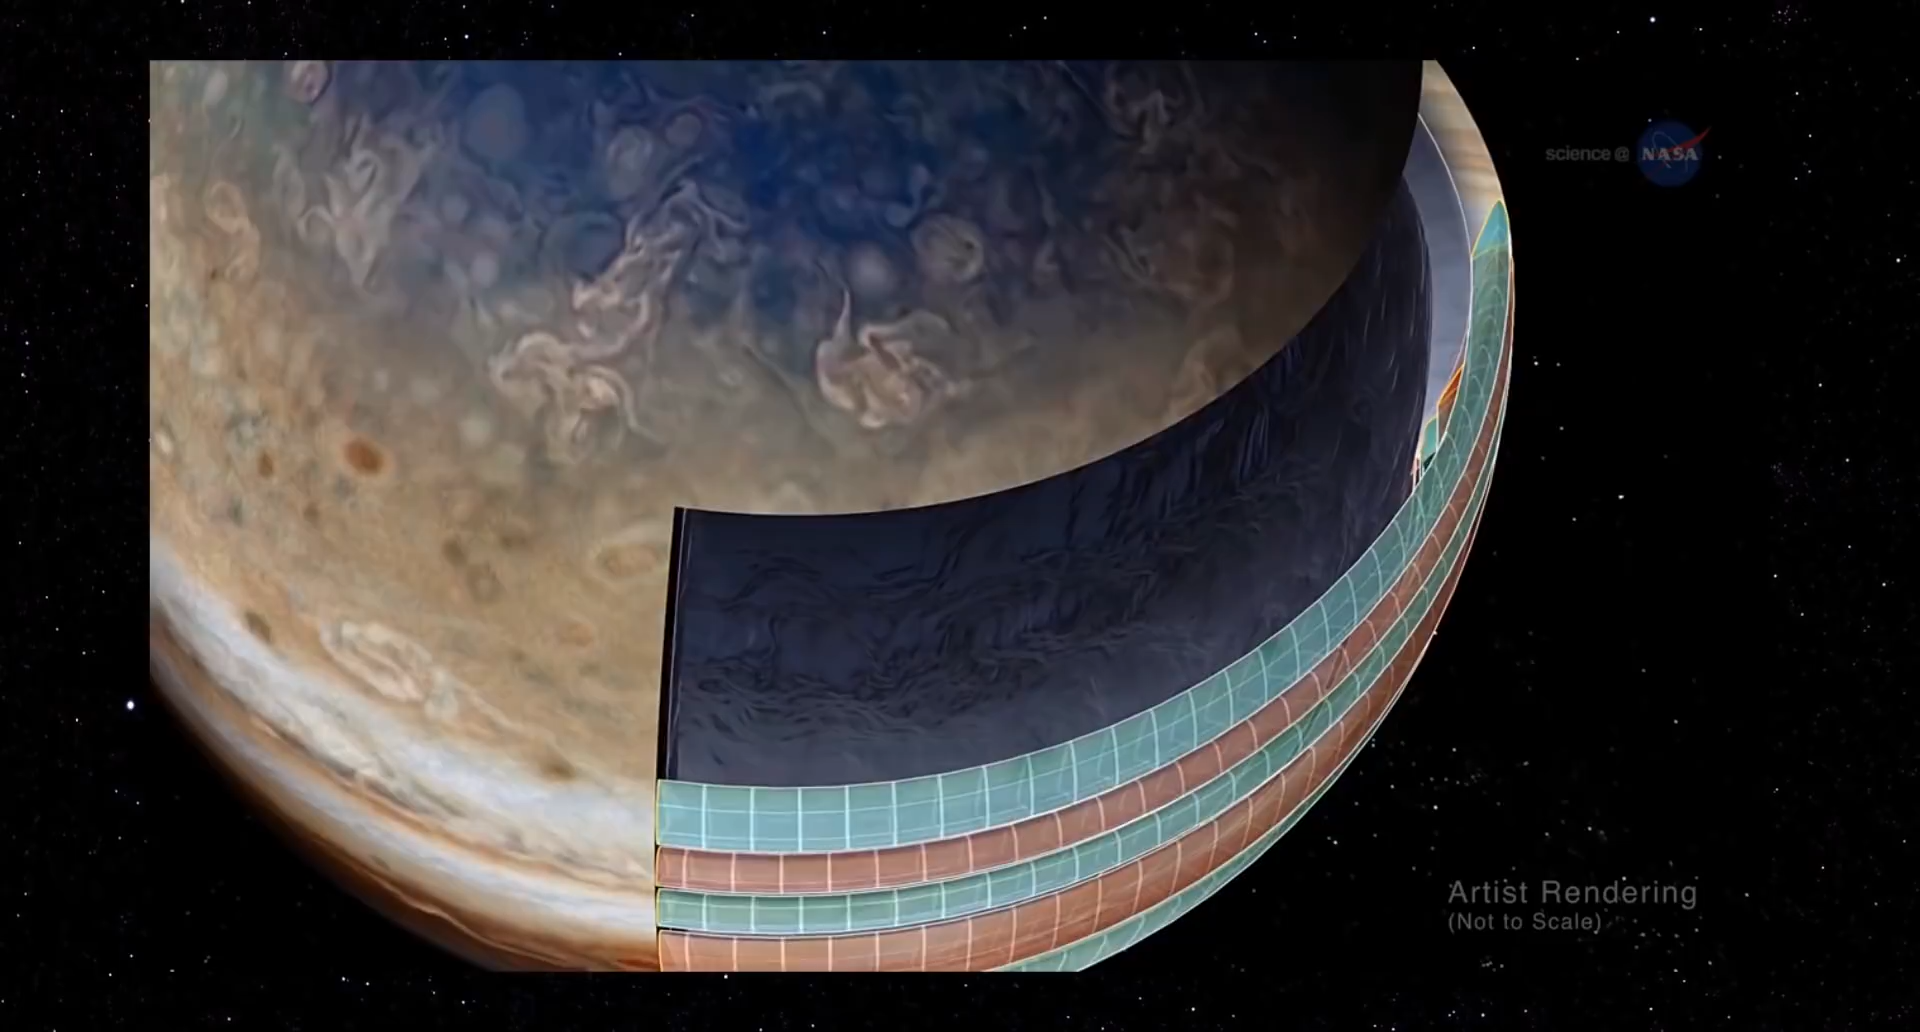 science @ NASA
Artist Rendering
(Not to Scale)